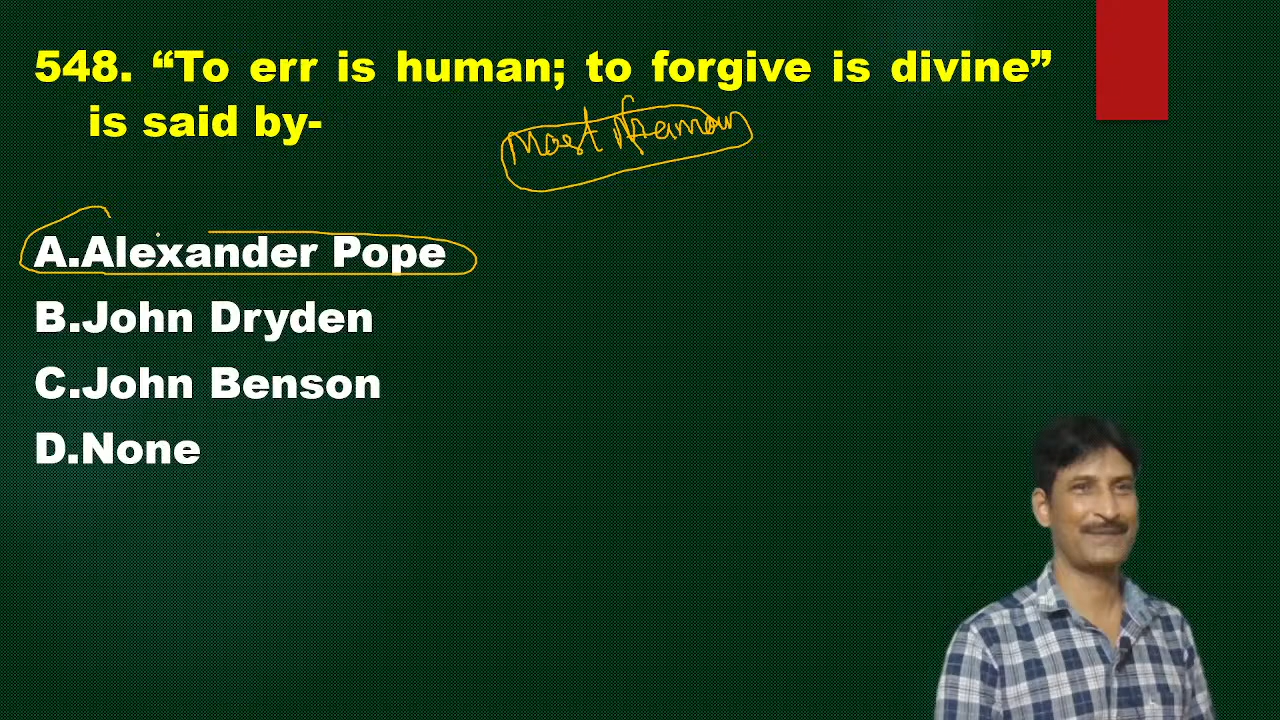 548. “To err is human; to forgive is divine”
is said by-
Most
A.Alexander Pope
B.John Dryden
C.John Benson
D.None